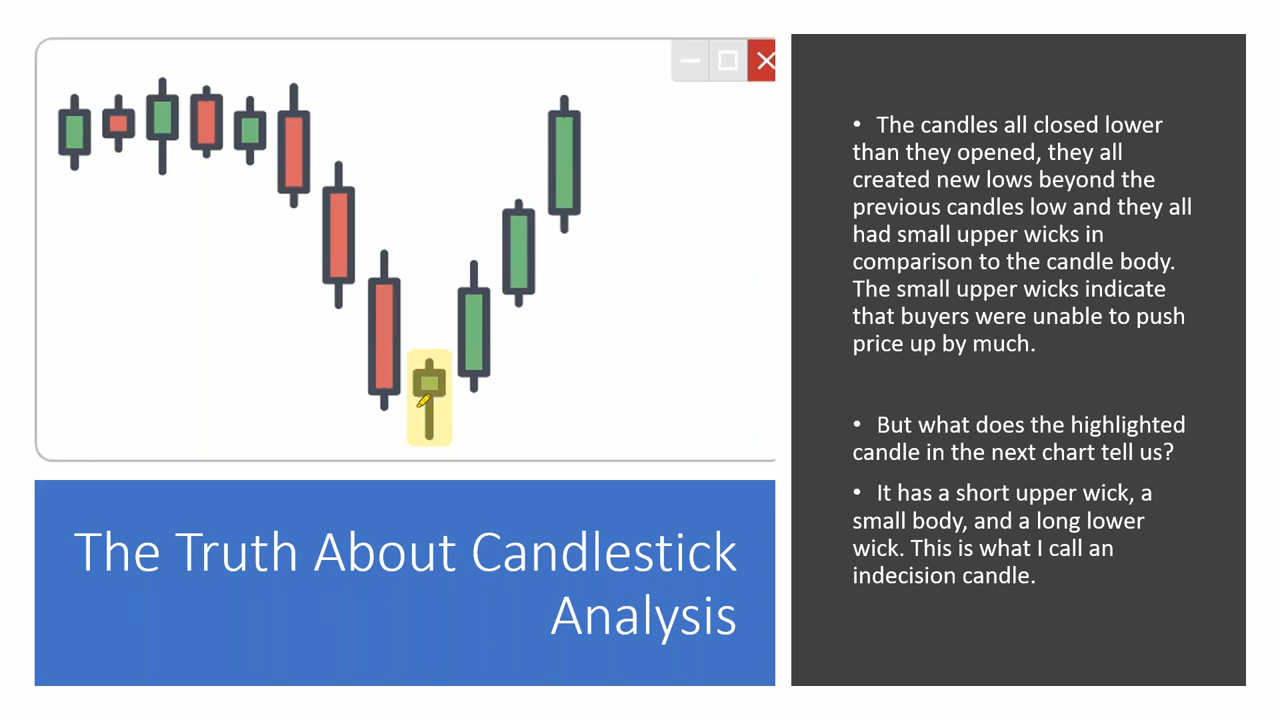 The Truth About Candlestick
Analysis
• The candles all closed lower
than they opened, they all
created new lows beyond the
previous candles low and they all
had small upper wicks in
comparison to the candle body.
The small upper wicks indicate
that buyers were unable to push
price up by much.
• But what does the highlighted
candle in the next chart tell us?
• It has a short upper wick, a
small body, and a long lower
wick. This is what I call an
indecision candle.